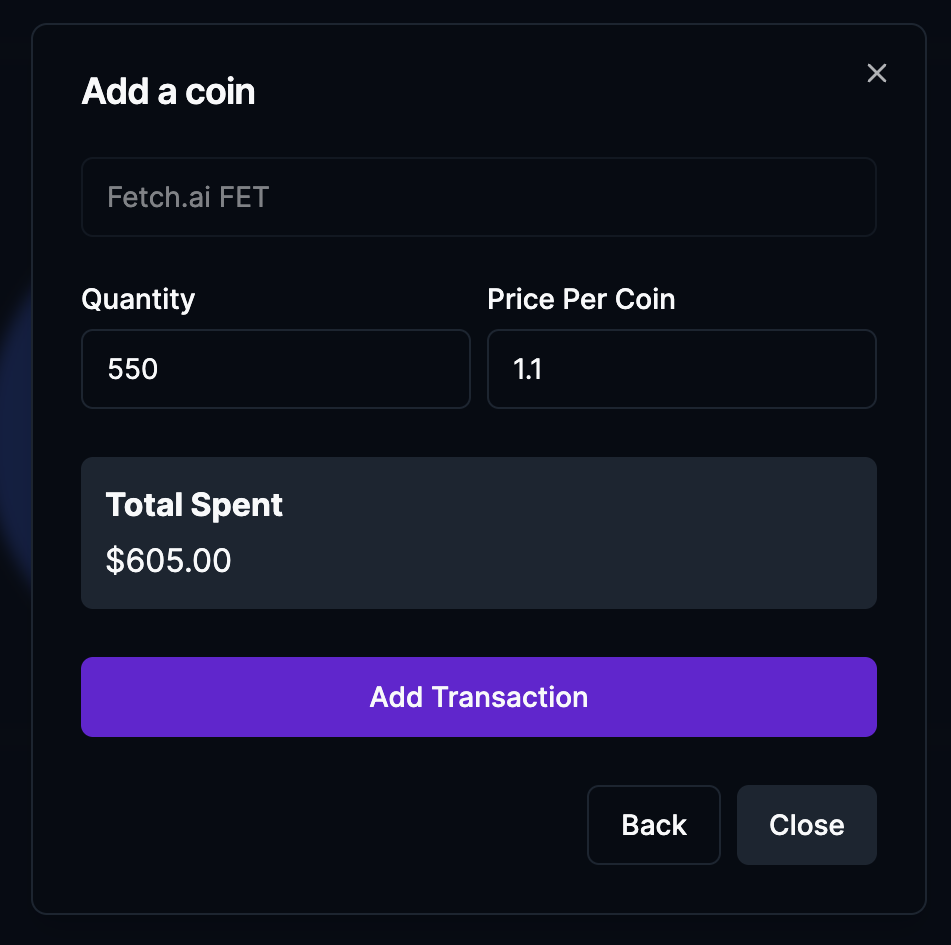 Add a coin
Fetch.ai FET
Quantity
Price Per Coin
550
1.1
Total Spent
$605.00
Add Transaction
Back
Close